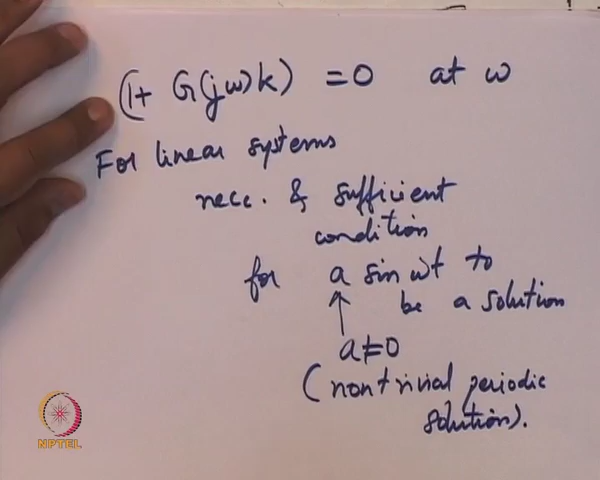 (1+ G(jω)k) =0 at ω
For linear systems
necc. & sufficient
condition
for a sin ωt to
be a solution
a≠0
(nontrivial periodic
solution).
NPTEL